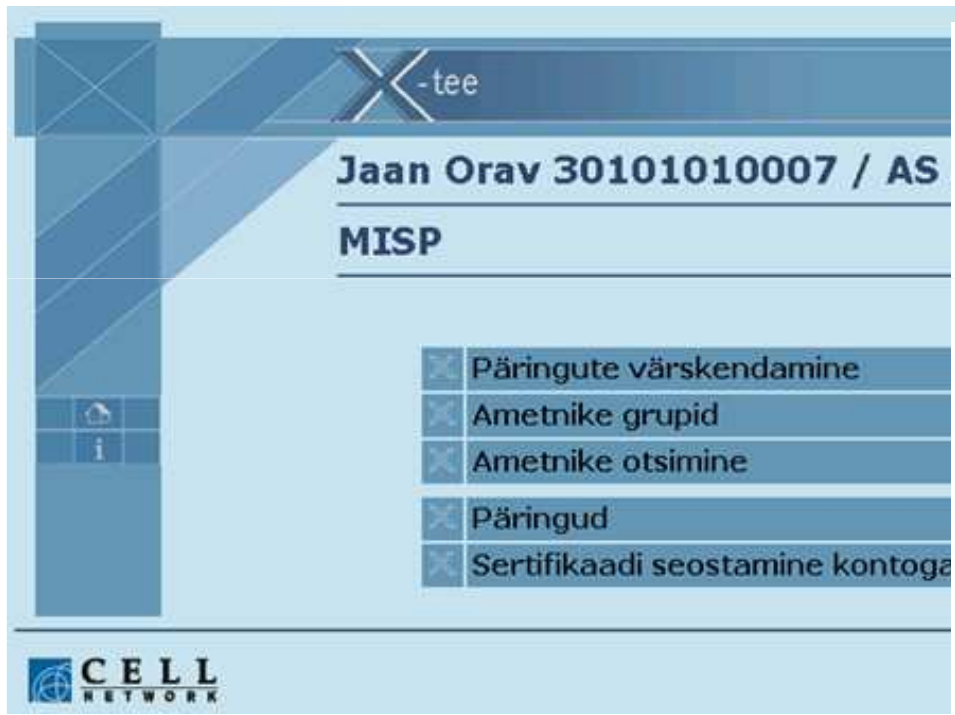 X-tee
Jaan Orav 30101010007 / AS
MISP
Päringute värskendamine
Ametnike grupid
Ametnike otsimine
i
Päringud
Sertifikaadi seostamine kontoga
CELL
NETWORK